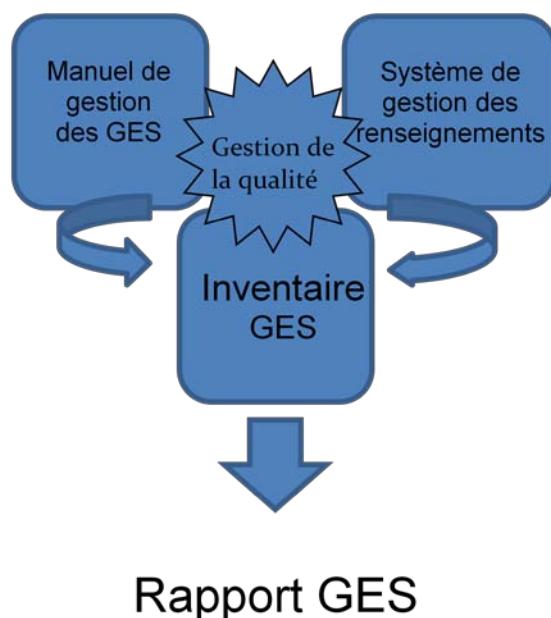 Manuel de
gestion
des GES
Système de
gestion des
renseignements
Gestion de
la qualité
Inventaire
GES
Rapport GES